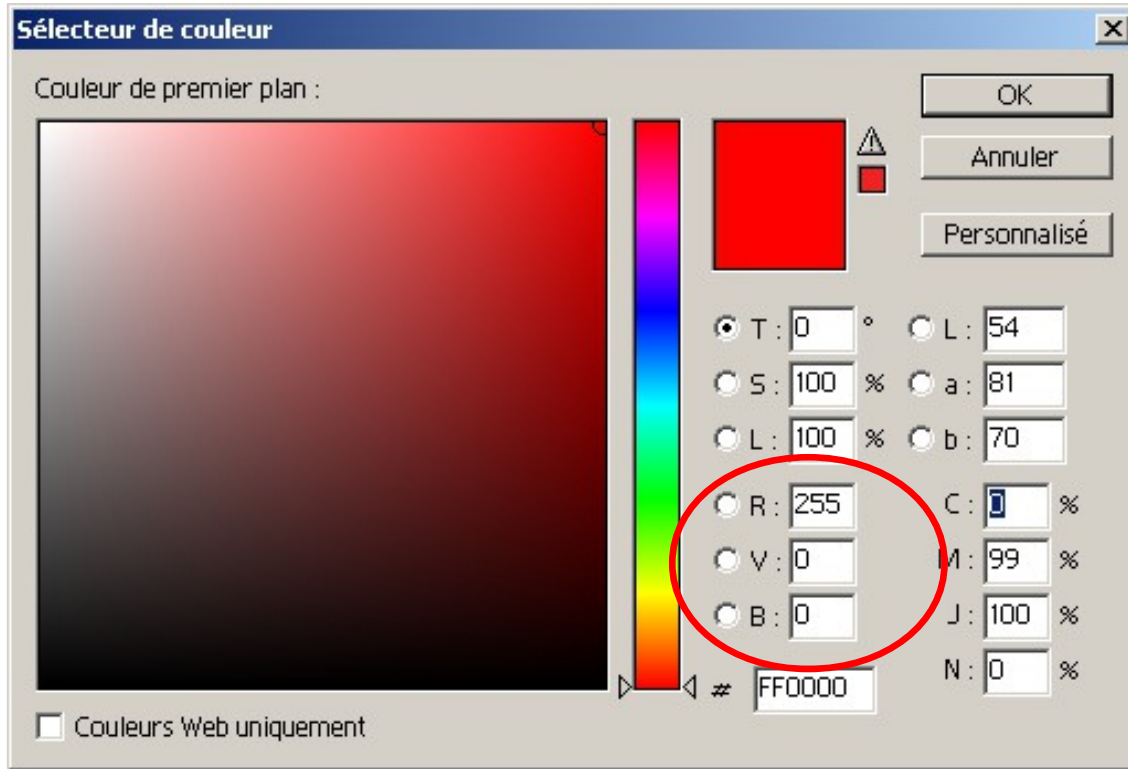 Sélecteur de couleur
Couleur de premier plan :
OK
Annuler
Personnalisé
T : 0 °
L : 54
S : 100 %
a : 81
L : 100 %
b : 70
R : 255
C : 0 %
V : 0
M : 99 %
B : 0
J : 100 %
# FF0000
N : 0 %
Couleurs Web uniquement